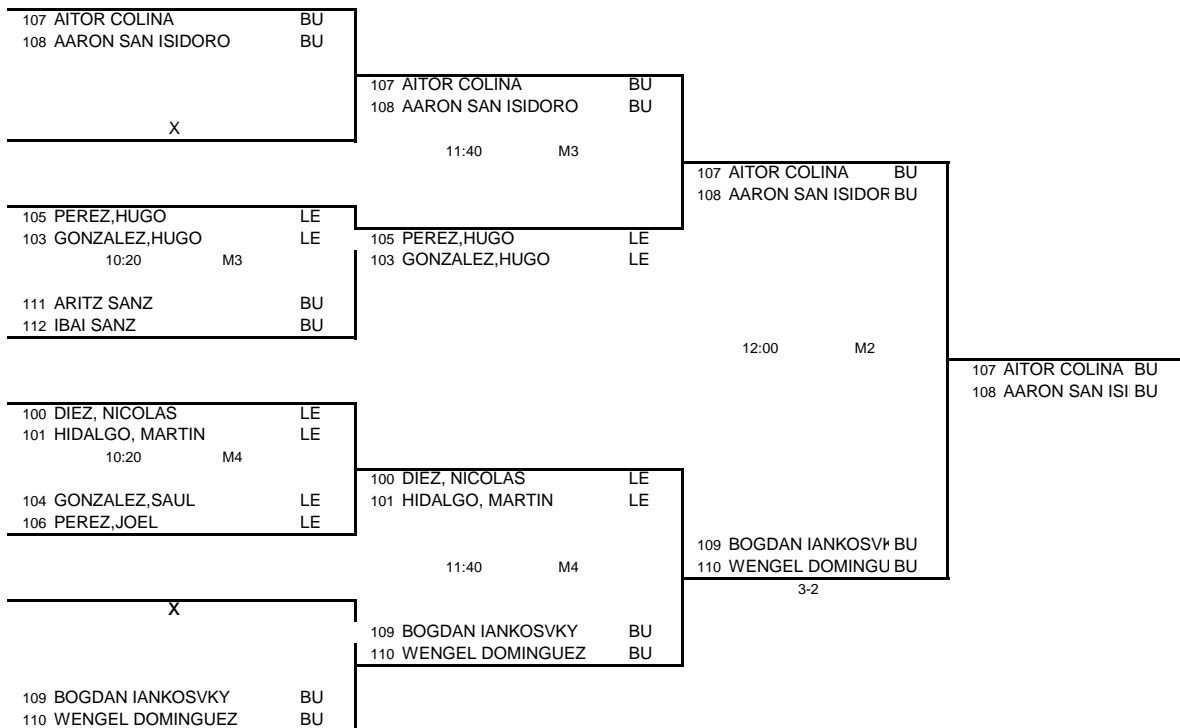 107 AITOR COLINA BU
108 AARON SAN ISIDORO BU
X
105 PEREZ,HUGO LE
103 GONZALEZ,HUGO LE
10:20 M3
111 ARITZ SANZ BU
112 IBAI SANZ BU
100 DIEZ, NICOLAS LE
101 HIDALGO, MARTIN LE
10:20 M4
104 GONZALEZ,SAUL LE
106 PEREZ,JOEL LE
X
109 BOGDAN IANKOSVKY BU
110 WENGEL DOMINGUEZ BU
107 AITOR COLINA BU
108 AARON SAN ISIDORO BU
11:40 M3
105 PEREZ,HUGO LE
103 GONZALEZ,HUGO LE
100 DIEZ, NICOLAS LE
101 HIDALGO, MARTIN LE
11:40 M4
109 BOGDAN IANKOSVKY BU
110 WENGEL DOMINGUEZ BU
107 AITOR COLINA BU
108 AARON SAN ISIDOR BU
12:00 M2
109 BOGDAN IANKOSVK BU
110 WENGEL DOMINGU BU
3-2
107 AITOR COLINA BU
108 AARON SAN ISI BU